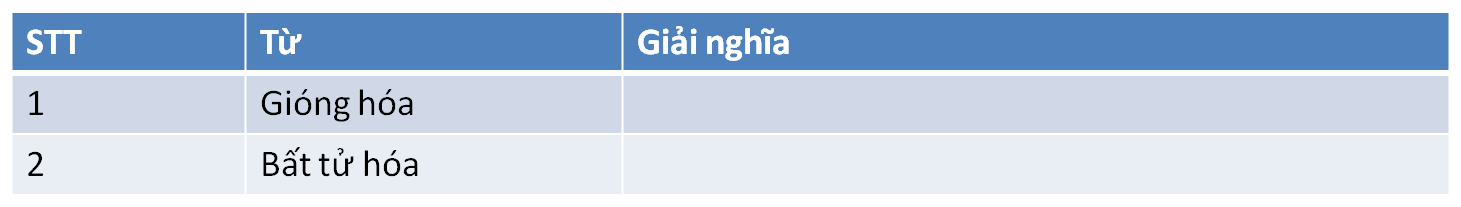 STT Từ Giải nghĩa
1 Gióng hóa
2 Bất tử hóa